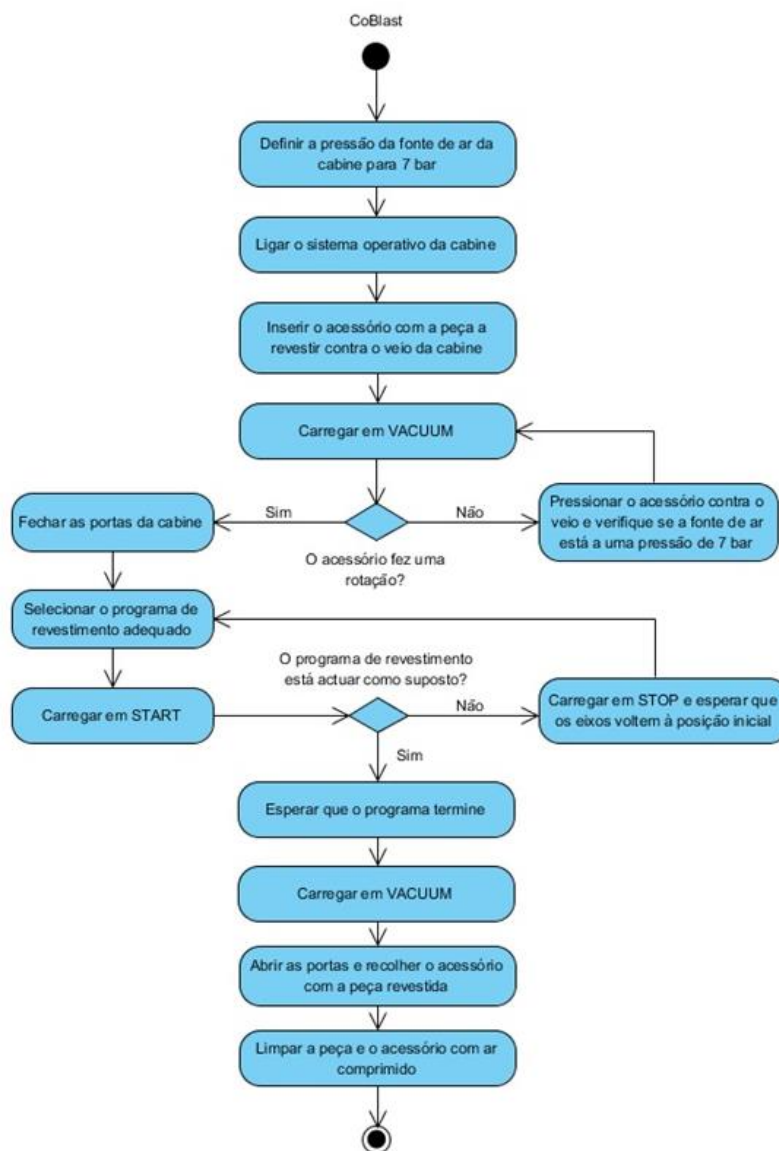 CoBlast
Definir a pressão da fonte de ar da
cabine para 7 bar
Ligar o sistema operativo da cabine
Inserir o acessório com a peça a
revestir contra o veio da cabine
Carregar em VACUUM
Fechar as portas da cabine
Sim
Não
Pressionar o acessório contra o
veio e verifique se a fonte de ar
está a uma pressão de 7 bar
O acessório fez uma
rotação?
Selecionar o programa de
revestimento adequado
O programa de revestimento
está actuar como suposto?
Carregar em START
Não
Carregar em STOP e esperar que
os eixos voltem à posição inicial
Sim
Esperar que o programa termine
Carregar em VACUUM
Abrir as portas e recolher o acessório
com a peça revestida
Limpar a peça e o acessório com ar
comprimido